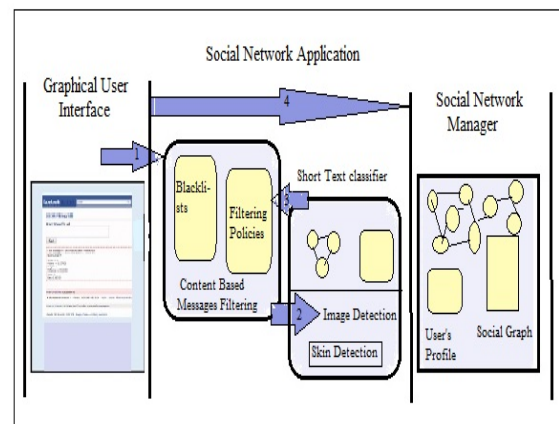 Social Network Application
Graphical User
Interface
Social Network
Manager
4
1
Short Text classifier
Blackli-
sts
Filtering
Policies
3
Content Based
Messages Filtering
2
Image Detection
Skin Detection
User's
Profile
Social Graph